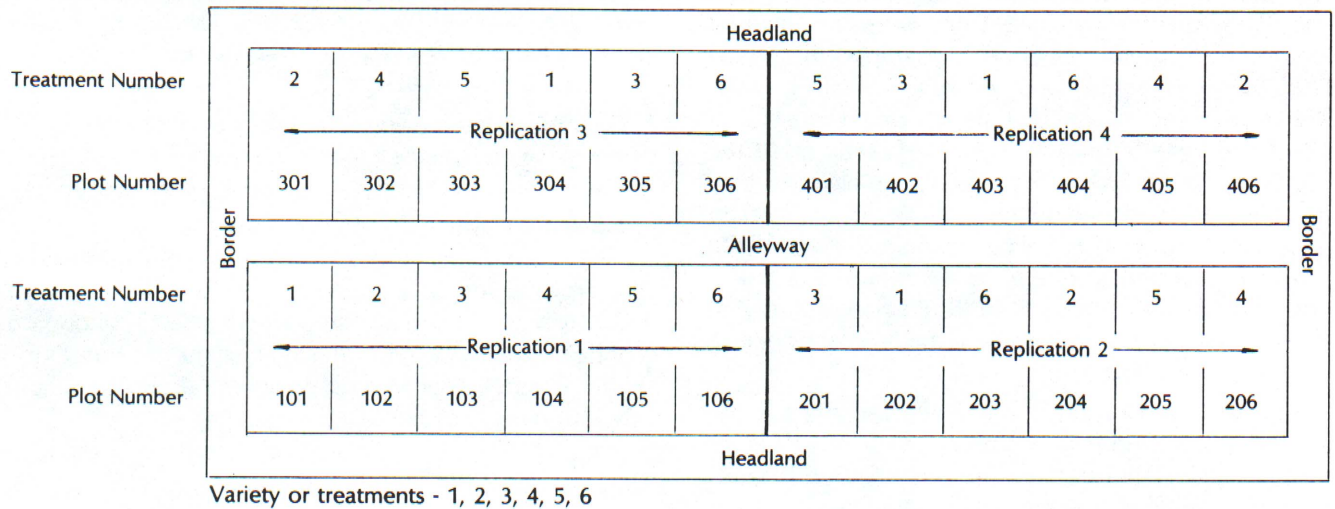 Headland
Treatment Number 2 4 5 1 3 6 5 3 1 6 4 2
Replication 3 Replication 4
Plot Number 301 302 303 304 305 306 401 402 403 404 405 406
Border
Alleyway
Border
Treatment Number 1 2 3 4 5 6 3 1 6 2 5 4
Replication 1 Replication 2
Plot Number 101 102 103 104 105 106 201 202 203 204 205 206
Headland
Variety or treatments - 1, 2, 3, 4, 5, 6